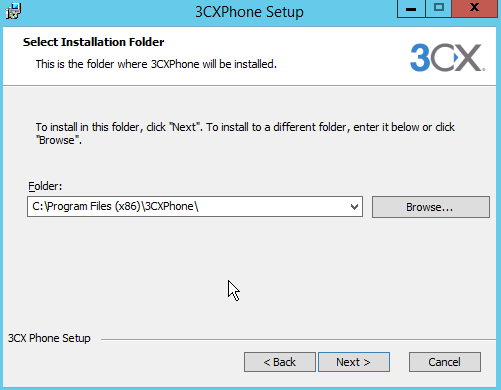 3CXPhone Setup
Select Installation Folder
This is the folder where 3CXPhone will be installed.
3CX
To install in this folder, click "Next". To install to a different folder, enter it below or click
"Browse".
Folder:
C:\Program Files (x86)\3CXPhone\
Browse...
3CX Phone Setup
< Back
Next >
Cancel